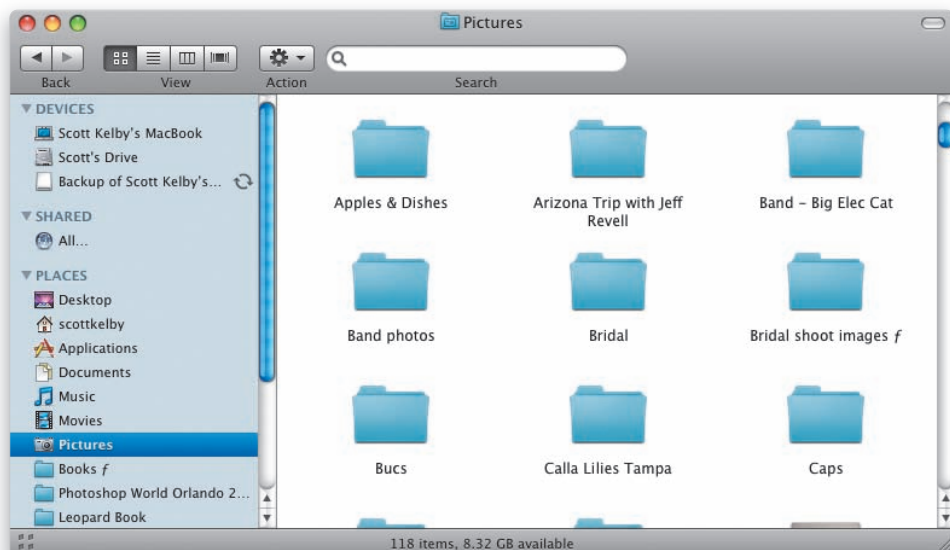 Pictures
Back
View
Action
Search
DEVICES
Scott Kelby's MacBook
Scott's Drive
Backup of Scott Kelby's...
SHARED
All...
PLACES
Desktop
scottkelby
Applications
Documents
Music
Movies
Pictures
Books ƒ
Photoshop World Orlando 2...
Leopard Book
Apples & Dishes
Arizona Trip with Jeff
Revell
Band – Big Elec Cat
Band photos
Bridal
Bridal shoot images ƒ
Bucs
Calla Lilies Tampa
Caps
118 items, 8.32 GB available